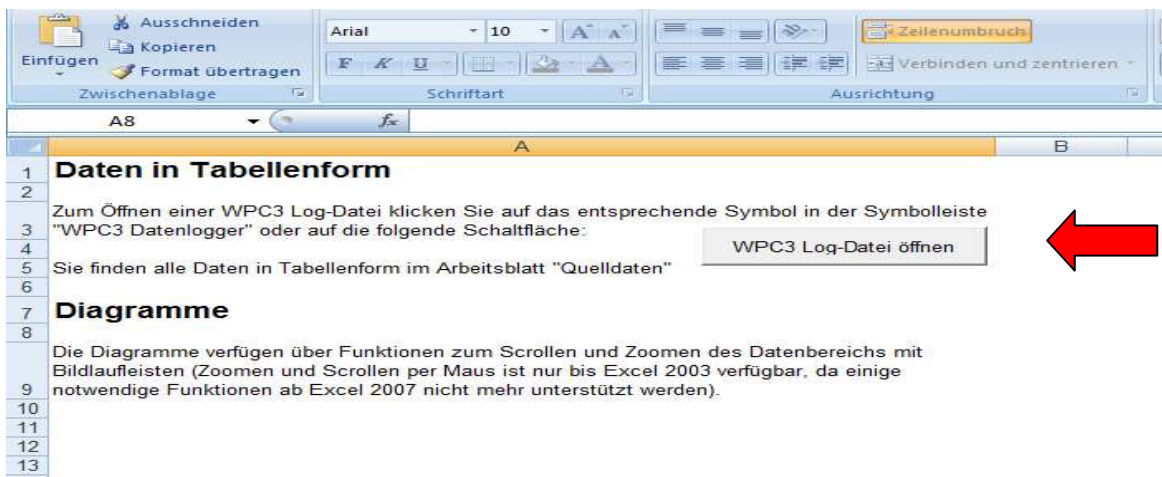 Ausschneiden
Kopieren
Einfügen
Format übertragen
Zwischenablage
Arial 10 A A
F K U A
Schriftart
Zeilenumbruch
Verbinden und zentrieren
Ausrichtung
A8 fx
A B
1 Daten in Tabellenform
2
Zum Öffnen einer WPC3 Log-Datei klicken Sie auf das entsprechende Symbol in der Symbolleiste
3 "WPC3 Datenlogger" oder auf die folgende Schaltfläche:
WPC3 Log-Datei öffnen
4
5 Sie finden alle Daten in Tabellenform im Arbeitsblatt "Quelldaten"
6
7 Diagramme
8
Die Diagramme verfügen über Funktionen zum Scrollen und Zoomen des Datenbereichs mit
Bildlaufleisten (Zoomen und Scrollen per Maus ist nur bis Excel 2003 verfügbar, da einige
9 notwendige Funktionen ab Excel 2007 nicht mehr unterstützt werden).
10
11
12
13